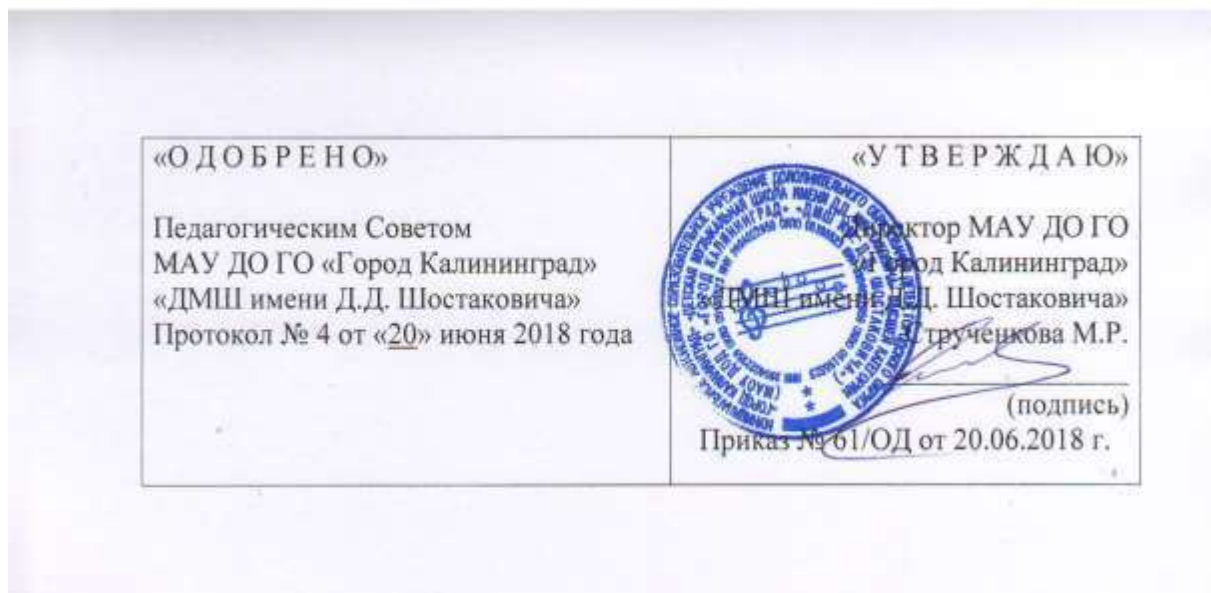 «О Д О Б Р Е Н О»
Педагогическим Советом
МАУ ДО ГО «Город Калининград»
«ДМШ имени Д.Д. Шостаковича»
Протокол № 4 от «20» июня 2018 года
«У Т В Е Р Ж Д А Ю»
Директор МАУ ДО ГО
«Город Калининград»
«ДМШ имени Д.Д. Шостаковича»
Струченкова М.Р.
(подпись)
Приказ № 61/ОД от 20.06.2018 г.